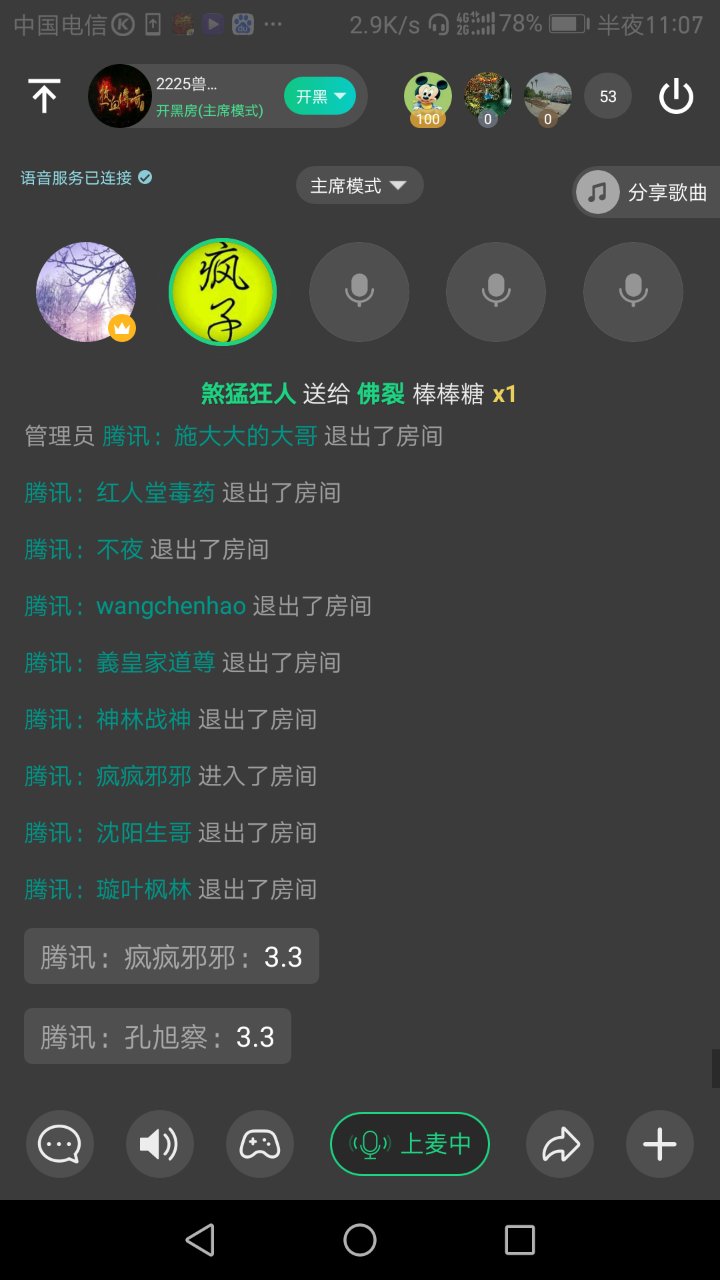 中国电信 2.9K/s 4G 2G 78% 半夜11:07
2225兽...
开黑房(主席模式)
开黑
100 0 0 53
语音服务已连接
主席模式
分享歌曲
疯子
煞猛狂人 送给 佛裂 棒棒糖 x1
管理员 腾讯：施大大的大哥 退出了房间
腾讯：红人堂毒药 退出了房间
腾讯：不夜 退出了房间
腾讯：wangchenhao 退出了房间
腾讯：義皇家道尊 退出了房间
腾讯：神林战神 退出了房间
腾讯：疯疯邪邪 进入了房间
腾讯：沈阳生哥 退出了房间
腾讯：璇叶枫林 退出了房间
腾讯：疯疯邪邪：3.3
腾讯：孔旭察：3.3
上麦中